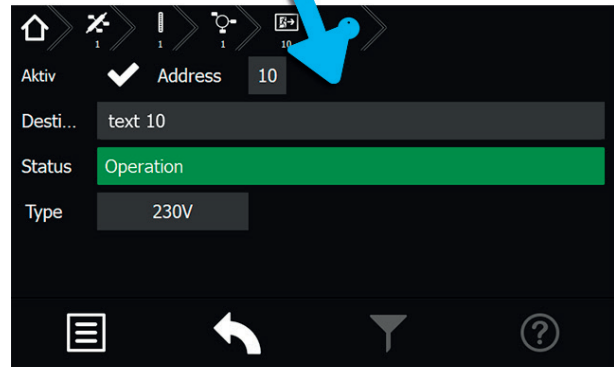 1 1 1 10
Aktiv Address 10
Desti... text 10
Status Operation
Type 230V
?